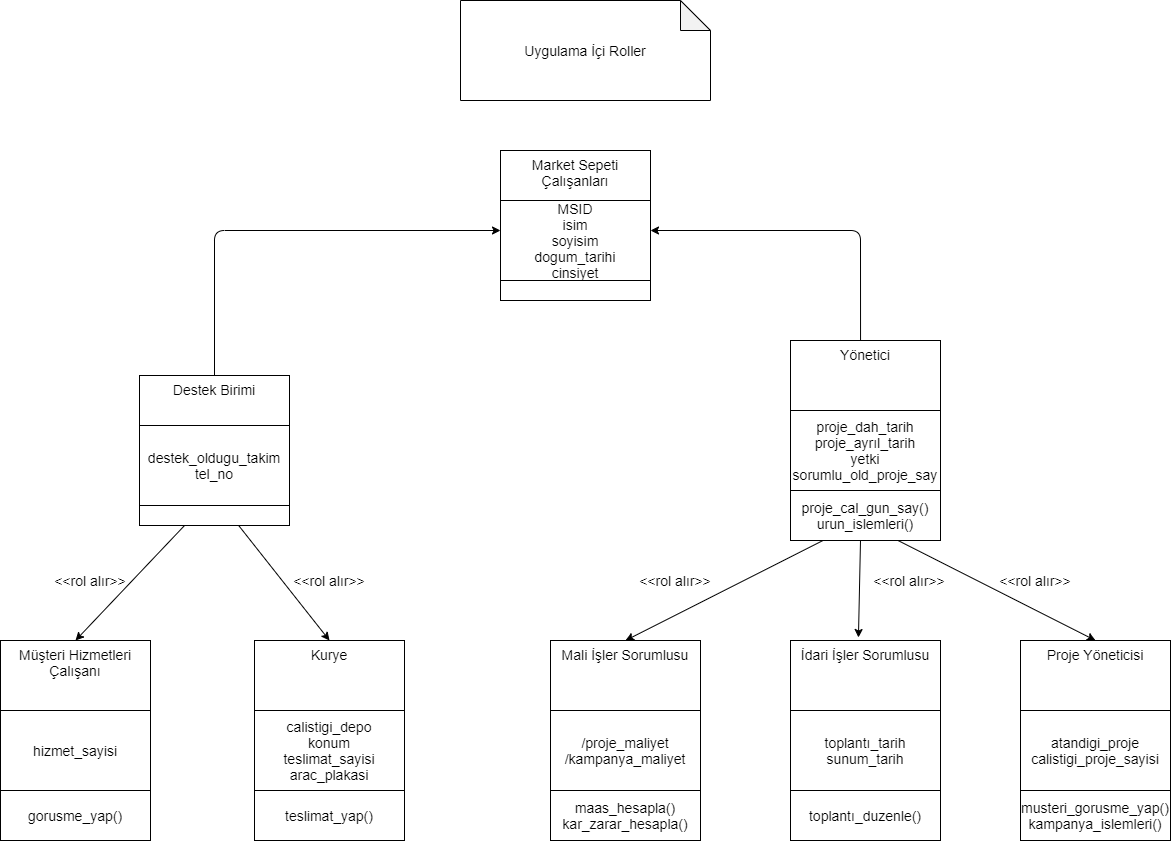 Uygulama İçi Roller
Market Sepeti
Çalışanları
MSID
isim
soyisim
dogum_tarihi
cinsiyet
Destek Birimi
destek_oldugu_takim
tel_no
Yönetici
proje_dah_tarih
proje_ayrıl_tarih
yetki
sorumlu_old_proje_say
proje_cal_gun_say()
urun_islemleri()
<<rol alır>>
<<rol alır>>
<<rol alır>>
<<rol alır>>
<<rol alır>>
Müşteri Hizmetleri
Çalışanı
hizmet_sayisi
gorusme_yap()
Kurye
calistigi_depo
konum
teslimat_sayisi
arac_plakasi
teslimat_yap()
Mali İşler Sorumlusu
/proje_maliyet
/kampanya_maliyet
maas_hesapla()
kar_zarar_hesapla()
İdari İşler Sorumlusu
toplantı_tarih
sunum_tarih
toplantı_duzenle()
Proje Yöneticisi
atandigi_proje
calistigi_proje_sayisi
musteri_gorusme_yap()
kampanya_islemleri()